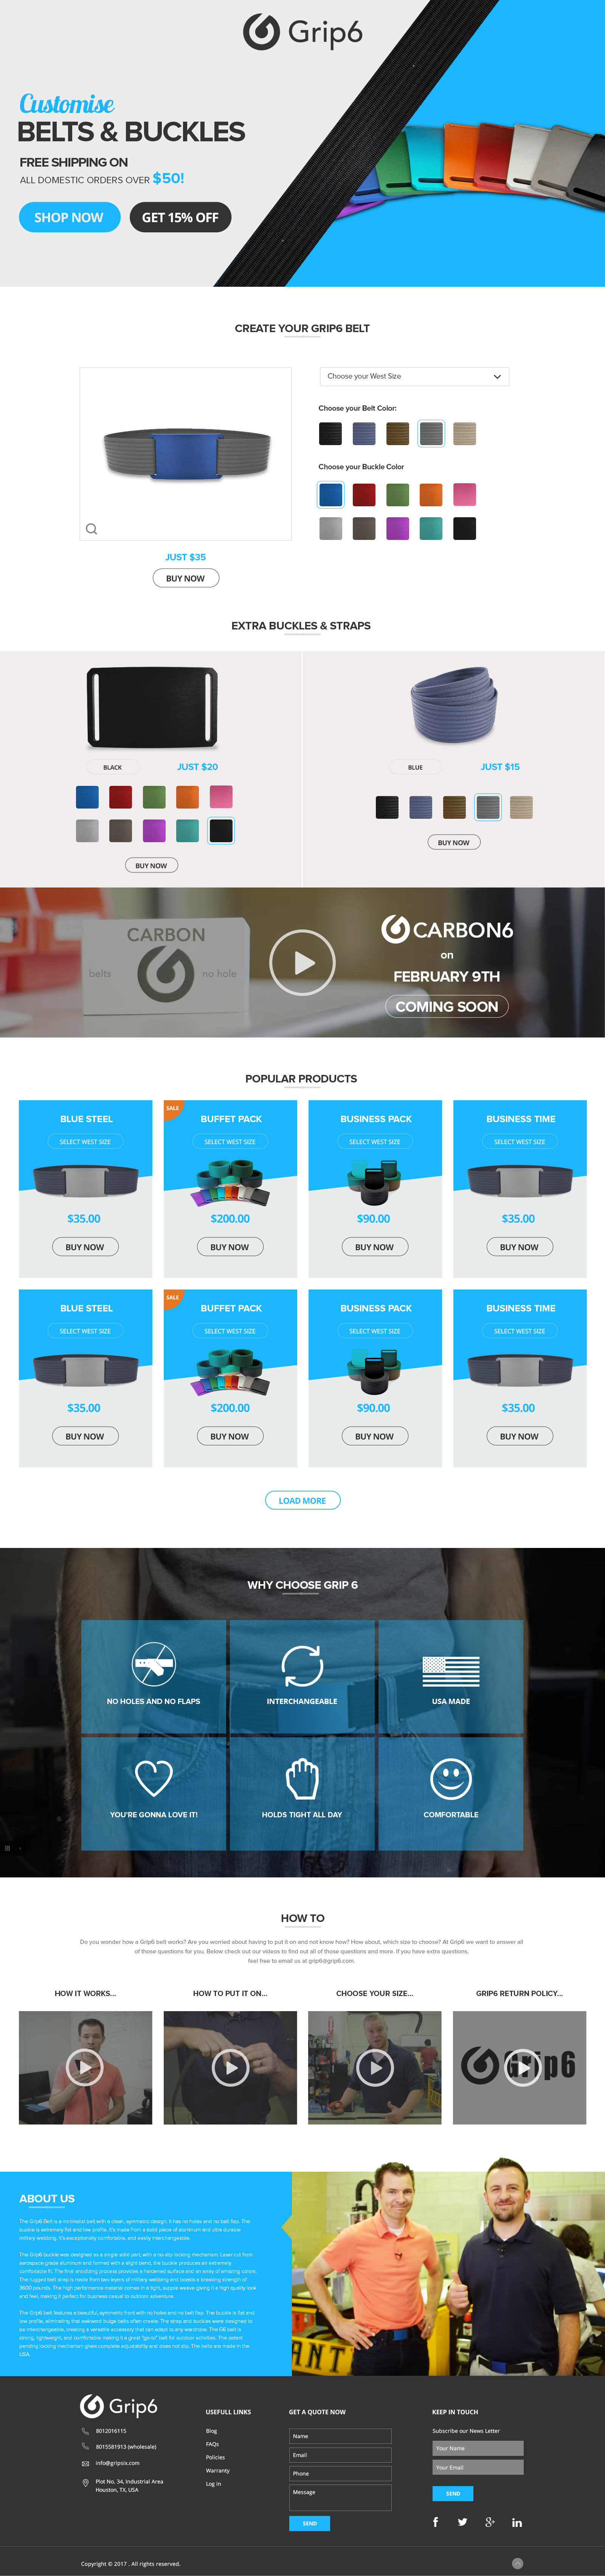 Grip6
Customise
BELTS & BUCKLES
FREE SHIPPING ON
ALL DOMESTIC ORDERS OVER $50!
SHOP NOW
GET 15% OFF
CREATE YOUR GRIP6 BELT
Choose your West Size
Choose your Belt Color:
Choose your Buckle Color
JUST $35
BUY NOW
EXTRA BUCKLES & STRAPS
BLACK
JUST $20
BUY NOW
BLUE
JUST $15
BUY NOW
CARBON
belts
no hole
CARBON6
on
FEBRUARY 9TH
COMING SOON
POPULAR PRODUCTS
BLUE STEEL
SELECT WEST SIZE
$35.00
BUY NOW
SALE
BUFFET PACK
SELECT WEST SIZE
$200.00
BUY NOW
BUSINESS PACK
SELECT WEST SIZE
$90.00
BUY NOW
BUSINESS TIME
SELECT WEST SIZE
$35.00
BUY NOW
BLUE STEEL
SELECT WEST SIZE
$35.00
BUY NOW
SALE
BUFFET PACK
SELECT WEST SIZE
$200.00
BUY NOW
BUSINESS PACK
SELECT WEST SIZE
$90.00
BUY NOW
BUSINESS TIME
SELECT WEST SIZE
$35.00
BUY NOW
LOAD MORE
WHY CHOOSE GRIP 6
NO HOLES AND NO FLAPS
INTERCHANGEABLE
USA MADE
YOU'RE GONNA LOVE IT!
HOLDS TIGHT ALL DAY
COMFORTABLE
HOW TO
Do you wonder how a Grip6 belt works? Are you worried about having to put it on and not know how? How about, which size to choose? At Grip6 we want to answer all
of those questions for you. Below check out our videos to find out all of those questions and more. If you have extra questions,
feel free to email us at grip6@grip6.com.
HOW IT WORKS...
HOW TO PUT IT ON...
CHOOSE YOUR SIZE...
GRIP6 RETURN POLICY...
Grip6
ABOUT US
The Grip6 Belt is a minimalist belt with a clean, symmetric design. It has no holes and no belt flap. The
buckle is extremely flat and low profile. It's made from a solid piece of aluminum and ultra durable
military webbing. It's exceptionally comfortable, and easily interchangeable.
The Grip6 buckle was designed as a single solid part, with a no-slip locking mechanism. Laser cut from
aerospace grade aluminum and formed with a slight bend, the buckle produces an extremely
comfortable fit. The final anodizing process provides a hardened surface and an array of amazing colors.
The rugged belt strap is made from two layers of military webbing and boasts a breaking strength of
3600 pounds. The high performance material comes in a tight, supple weave giving it a high quality look
and feel, making it perfect for business casual to outdoor adventure.
The Grip6 belt features a beautiful, symmetric front with no holes and no belt flap. The buckle is flat and
low profile, eliminating that awkward bulge belts often create. The strap and buckles were designed to
be interchangeable, creating a versatile accessory that can adapt to any wardrobe. The G6 belt is
strong, lightweight, and comfortable making it a great "go-to" belt for outdoor activities. The patent
pending locking mechanism gives complete adjustability and does not slip. The belts are made in the
USA.
ANT
Grip6
8012016115
8015581913 (wholesale)
info@gripsix.com
Plot No. 34, Industrial Area
Houston, TX, USA
USEFULL LINKS
Blog
FAQs
Policies
Warranty
Log in
GET A QUOTE NOW
Name
Email
Phone
Message
SEND
KEEP IN TOUCH
Subscribe our News Letter
Your Name
Your Email
SEND
Copyright © 2017 . All rights reserved.